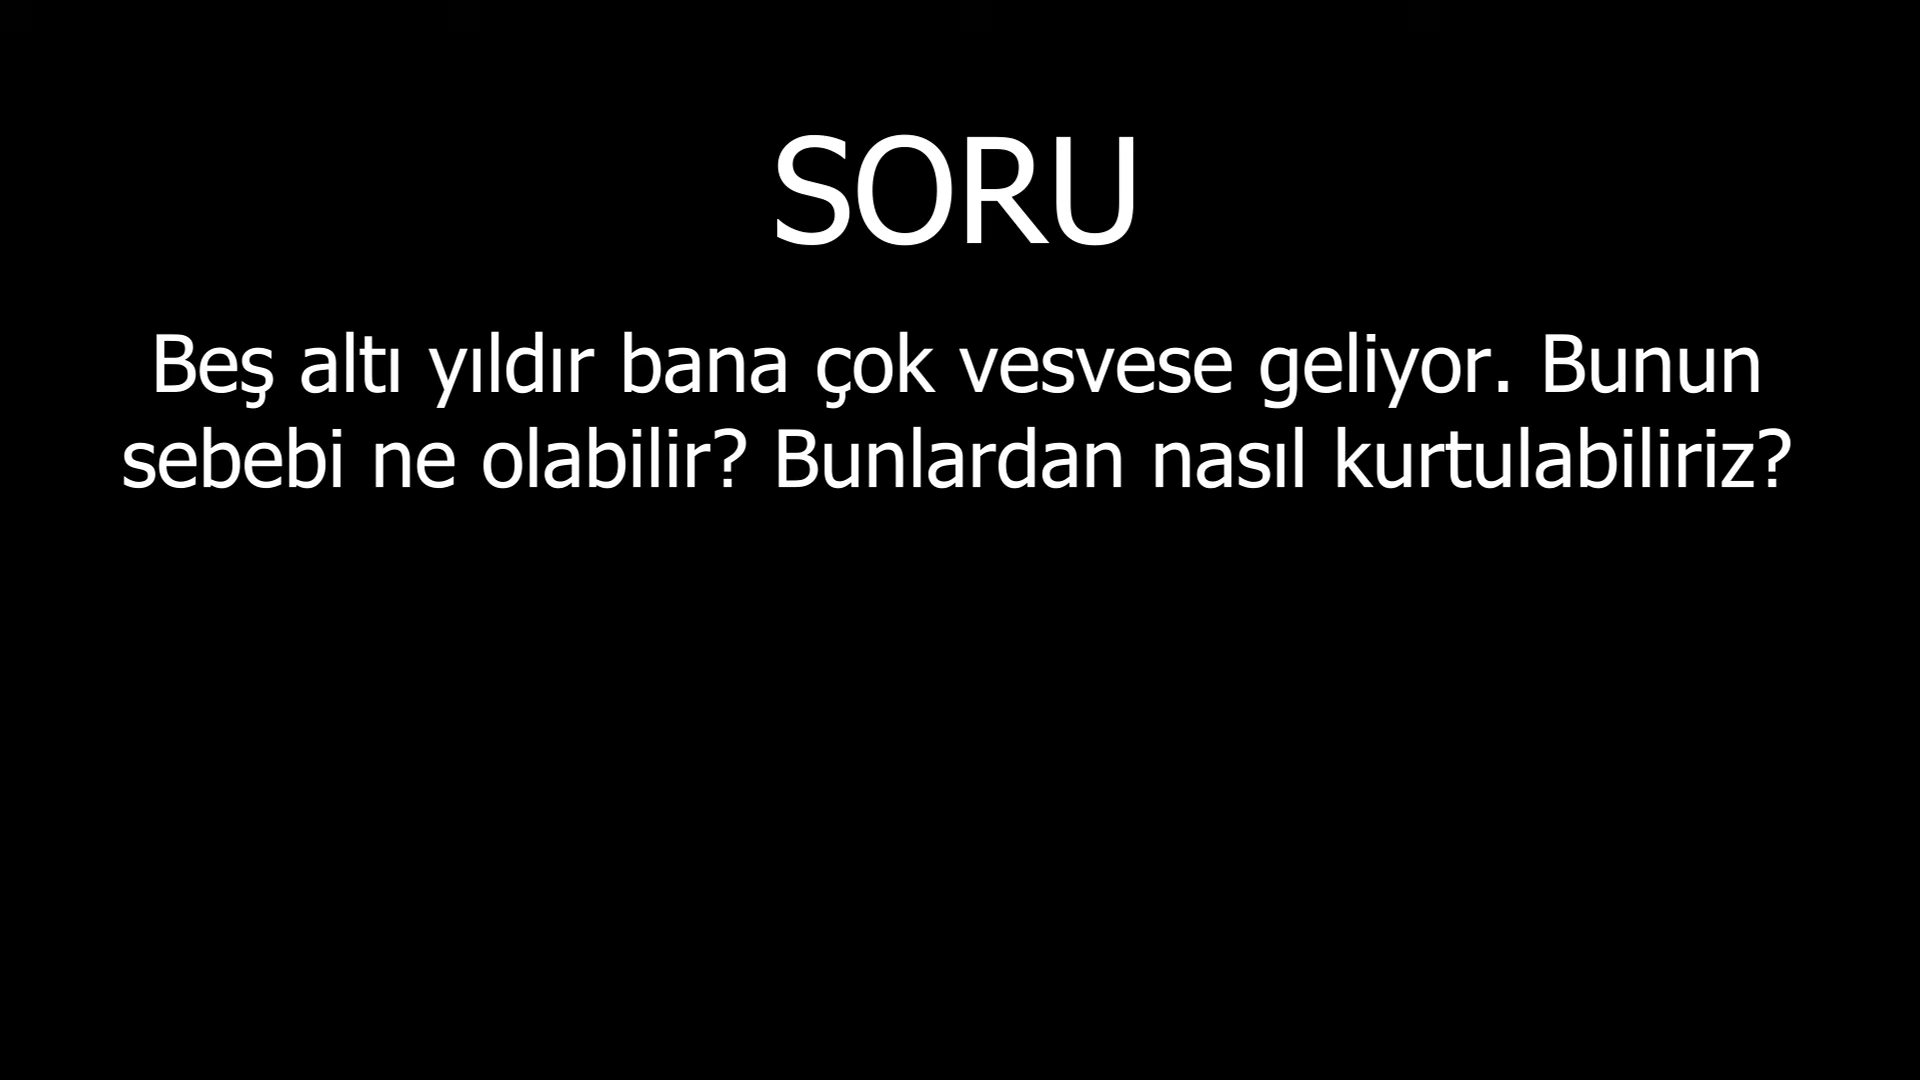 SORU
Beş altı yıldır bana çok vesvese geliyor. Bunun
sebebi ne olabilir? Bunlardan nasıl kurtulabiliriz?